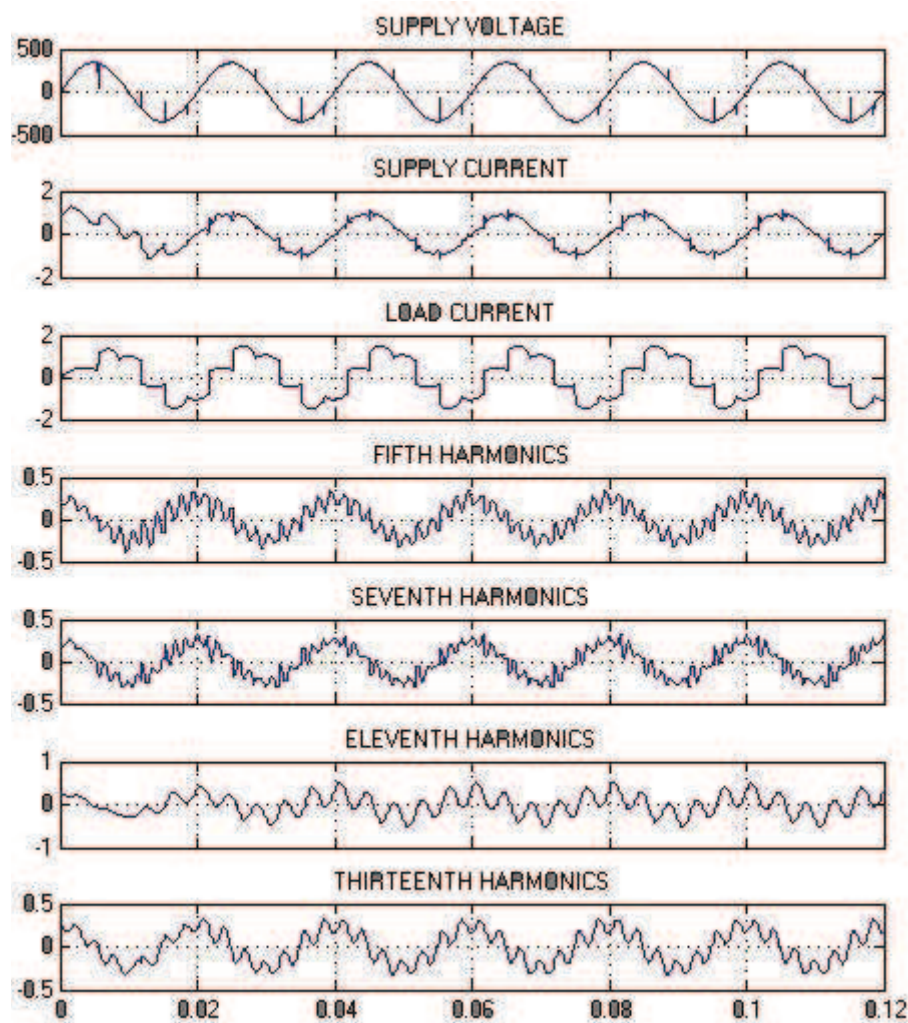 SUPPLY VOLTAGE
500
0
-500
SUPPLY CURRENT
2
0
-2
LOAD CURRENT
2
0
-2
FIFTH HARMONICS
0.5
0
-0.5
SEVENTH HARMONICS
0.5
0
-0.5
ELEVENTH HARMONICS
1
0
-1
THIRTEENTH HARMONICS
0.5
0
-0.5
0 0.02 0.04 0.06 0.08 0.1 0.12